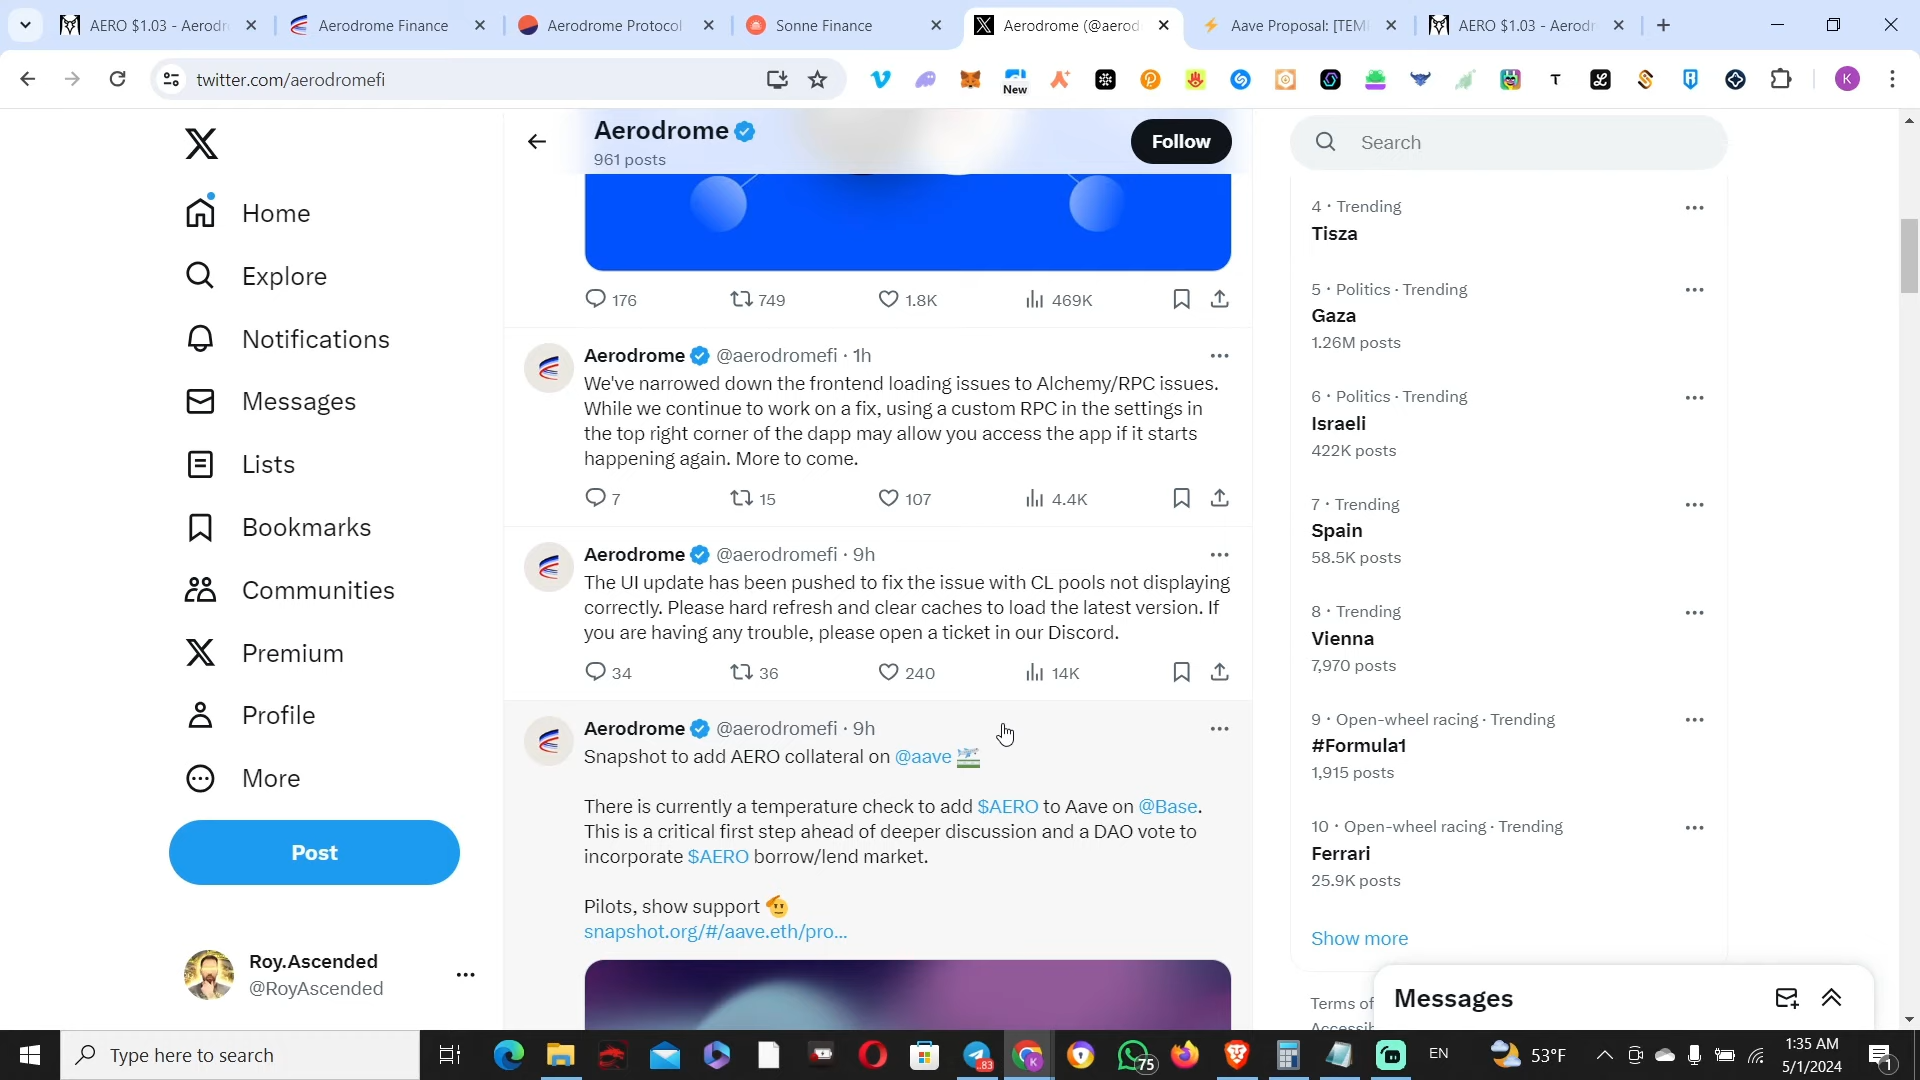 AERO $1.03 - Aerodr
Aerodrome Finance
Aerodrome Protocol
Sonne Finance
Aerodrome (@aerod
Aave Proposal: [TEM
AERO $1.03 - Aerodr
twitter.com/aerodromefi
New
K
Home
Explore
Notifications
Messages
Lists
Bookmarks
Communities
Premium
Profile
More
Post
Roy.Ascended
@RoyAscended
Aerodrome
961 posts
Follow
176 749 1.8K 469K
Aerodrome @aerodromefi · 1h
We've narrowed down the frontend loading issues to Alchemy/RPC issues.
While we continue to work on a fix, using a custom RPC in the settings in
the top right corner of the dapp may allow you access the app if it starts
happening again. More to come.
7 15 107 4.4K
Aerodrome @aerodromefi · 9h
The UI update has been pushed to fix the issue with CL pools not displaying
correctly. Please hard refresh and clear caches to load the latest version. If
you are having any trouble, please open a ticket in our Discord.
34 36 240 14K
Aerodrome @aerodromefi · 9h
Snapshot to add AERO collateral on @aave
There is currently a temperature check to add $AERO to Aave on @Base.
This is a critical first step ahead of deeper discussion and a DAO vote to
incorporate $AERO borrow/lend market.
Pilots, show support
snapshot.org/#/aave.eth/pro...
Search
4 · Trending
Tisza
5 · Politics · Trending
Gaza
1.26M posts
6 · Politics · Trending
Israeli
422K posts
7 · Trending
Spain
58.5K posts
8 · Trending
Vienna
7,970 posts
9 · Open-wheel racing · Trending
#Formula1
1,915 posts
10 · Open-wheel racing · Trending
Ferrari
25.9K posts
Show more
Terms of
Messages
Type here to search
83
K
75
EN
53°F
1:35 AM
5/1/2024
1